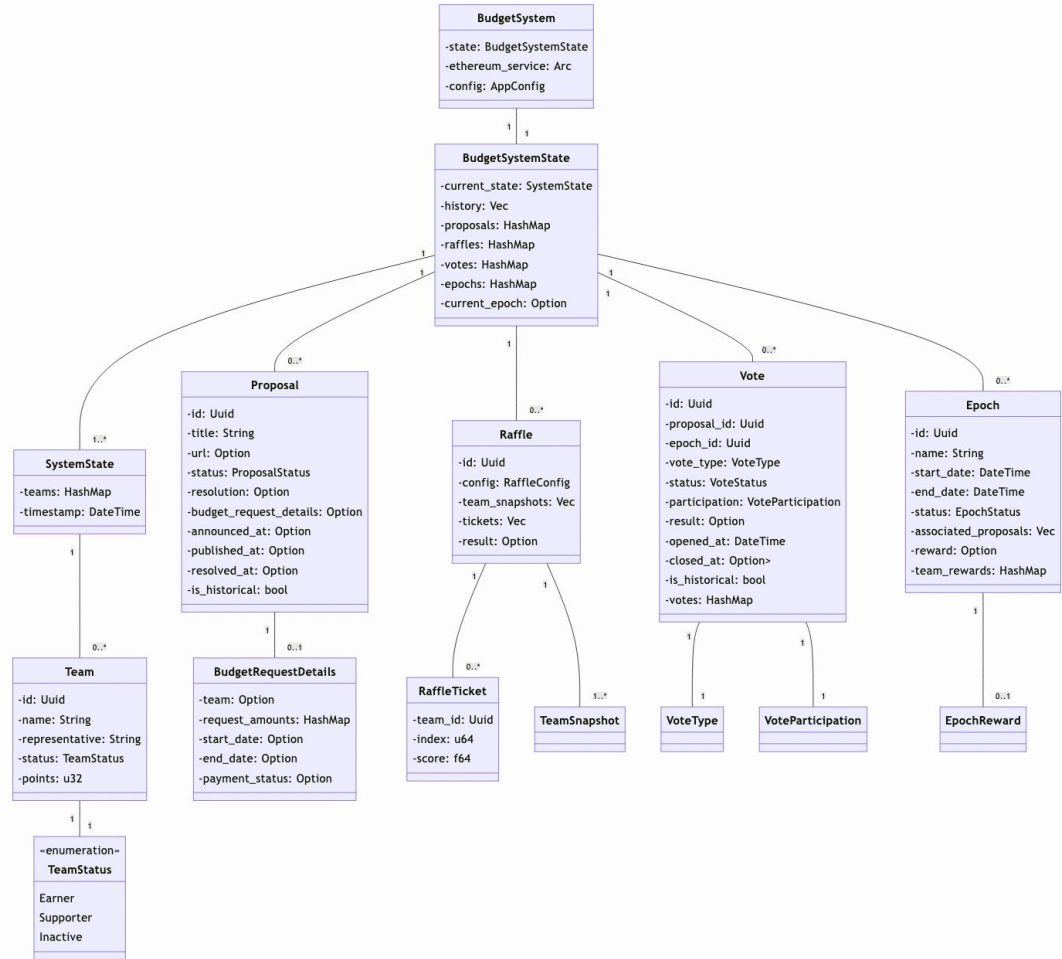 BudgetSystem
-state: BudgetSystemState
-ethereum_service: Arc
-config: AppConfig
1
1
BudgetSystemState
-current_state: SystemState
-history: Vec
-proposals: HashMap
-raffles: HashMap
-votes: HashMap
-epochs: HashMap
-current_epoch: Option
1
1
1
1
1
1..*
0..*
0..*
0..*
0..*
SystemState
-teams: HashMap
-timestamp: DateTime
1
0..*
Proposal
-id: Uuid
-title: String
-url: Option
-status: ProposalStatus
-resolution: Option
-budget_request_details: Option
-announced_at: Option
-published_at: Option
-resolved_at: Option
-is_historical: bool
1
0..1
Raffle
-id: Uuid
-config: RaffleConfig
-team_snapshots: Vec
-tickets: Vec
-result: Option
1
1
0..*
1..*
Vote
-id: Uuid
-proposal_id: Uuid
-epoch_id: Uuid
-vote_type: VoteType
-status: VoteStatus
-participation: VoteParticipation
-result: Option
-opened_at: DateTime
-closed_at: Option>
-is_historical: bool
-votes: HashMap
1
1
1
1
Epoch
-id: Uuid
-name: String
-start_date: DateTime
-end_date: DateTime
-status: EpochStatus
-associated_proposals: Vec
-reward: Option
-team_rewards: HashMap
1
0..1
Team
-id: Uuid
-name: String
-representative: String
-status: TeamStatus
-points: u32
1
1
BudgetRequestDetails
-team: Option
-request_amounts: HashMap
-start_date: Option
-end_date: Option
-payment_status: Option
RaffleTicket
-team_id: Uuid
-index: u64
-score: f64
TeamSnapshot
VoteType
VoteParticipation
EpochReward
«enumeration»
TeamStatus
Earner
Supporter
Inactive